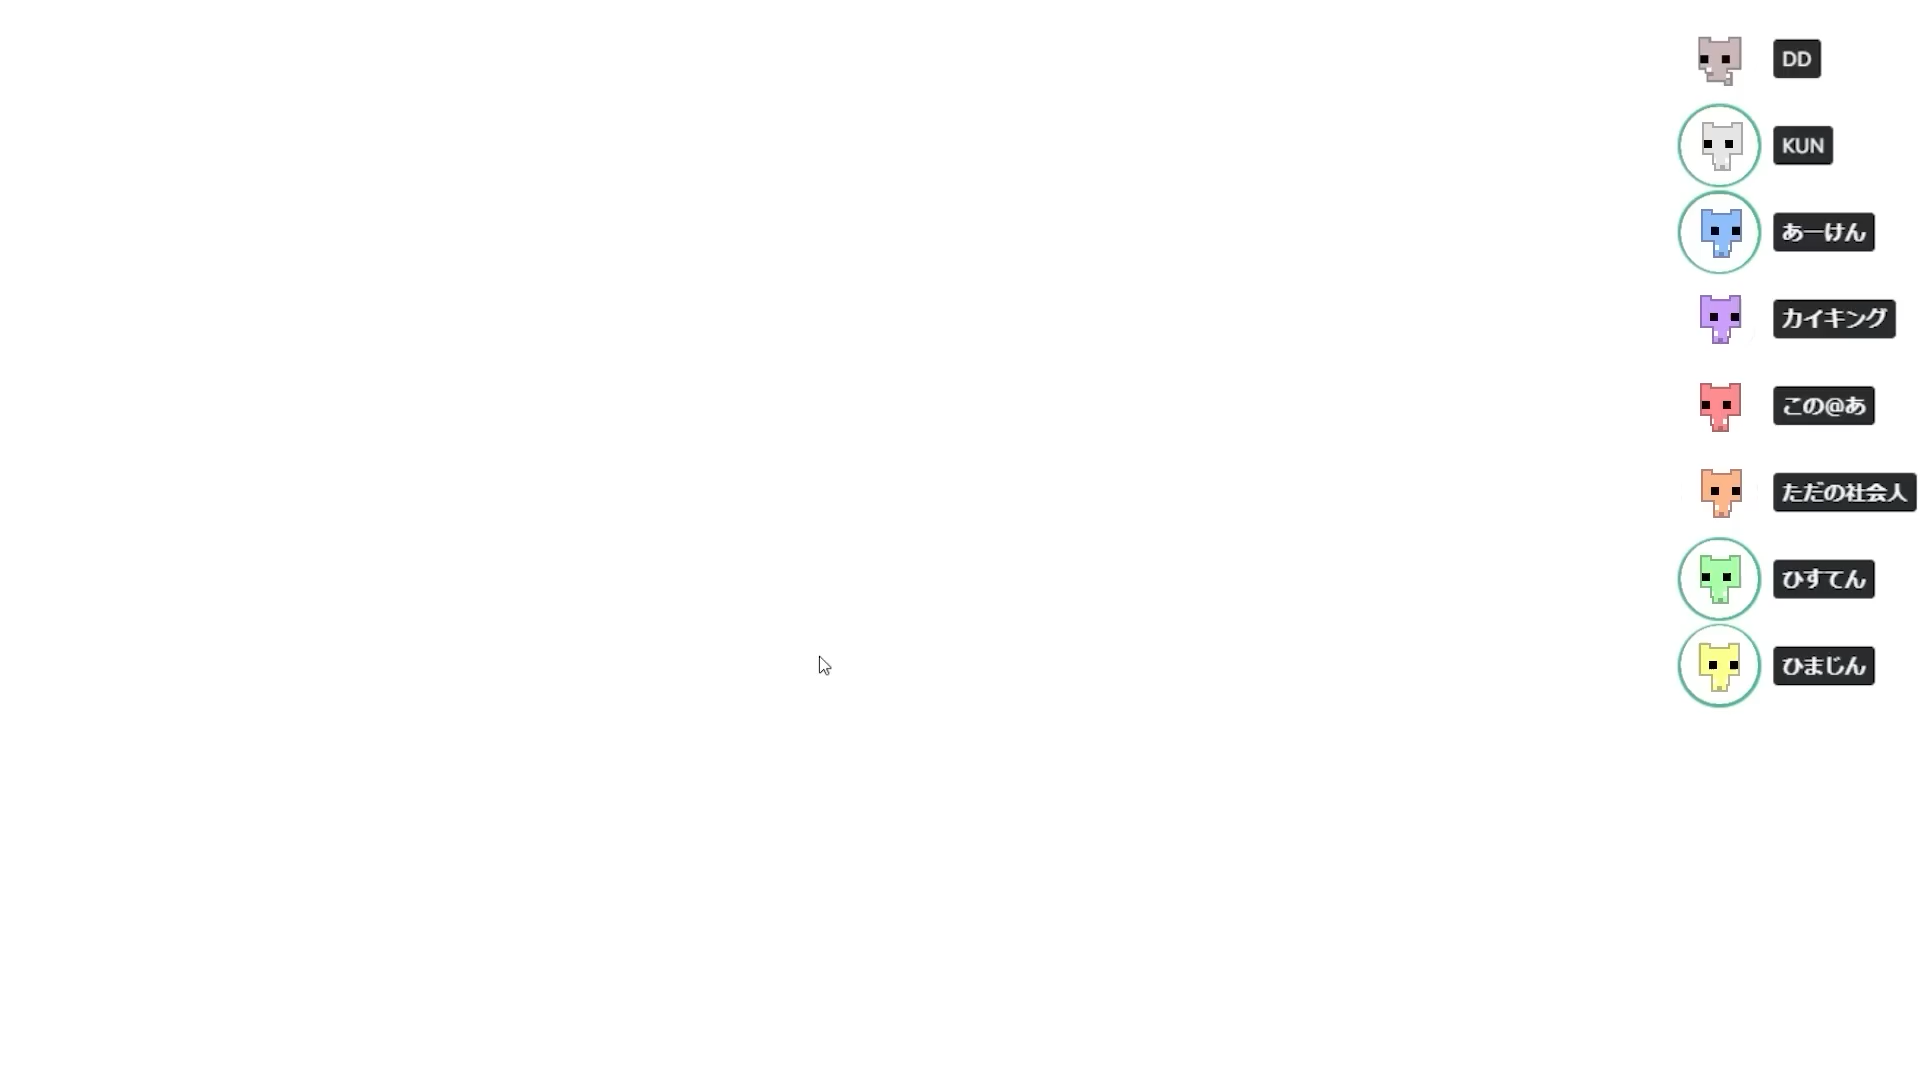 DD
KUN
あーけん
カイキング
この@あ
ただの社会人
ひすてん
ひまじん